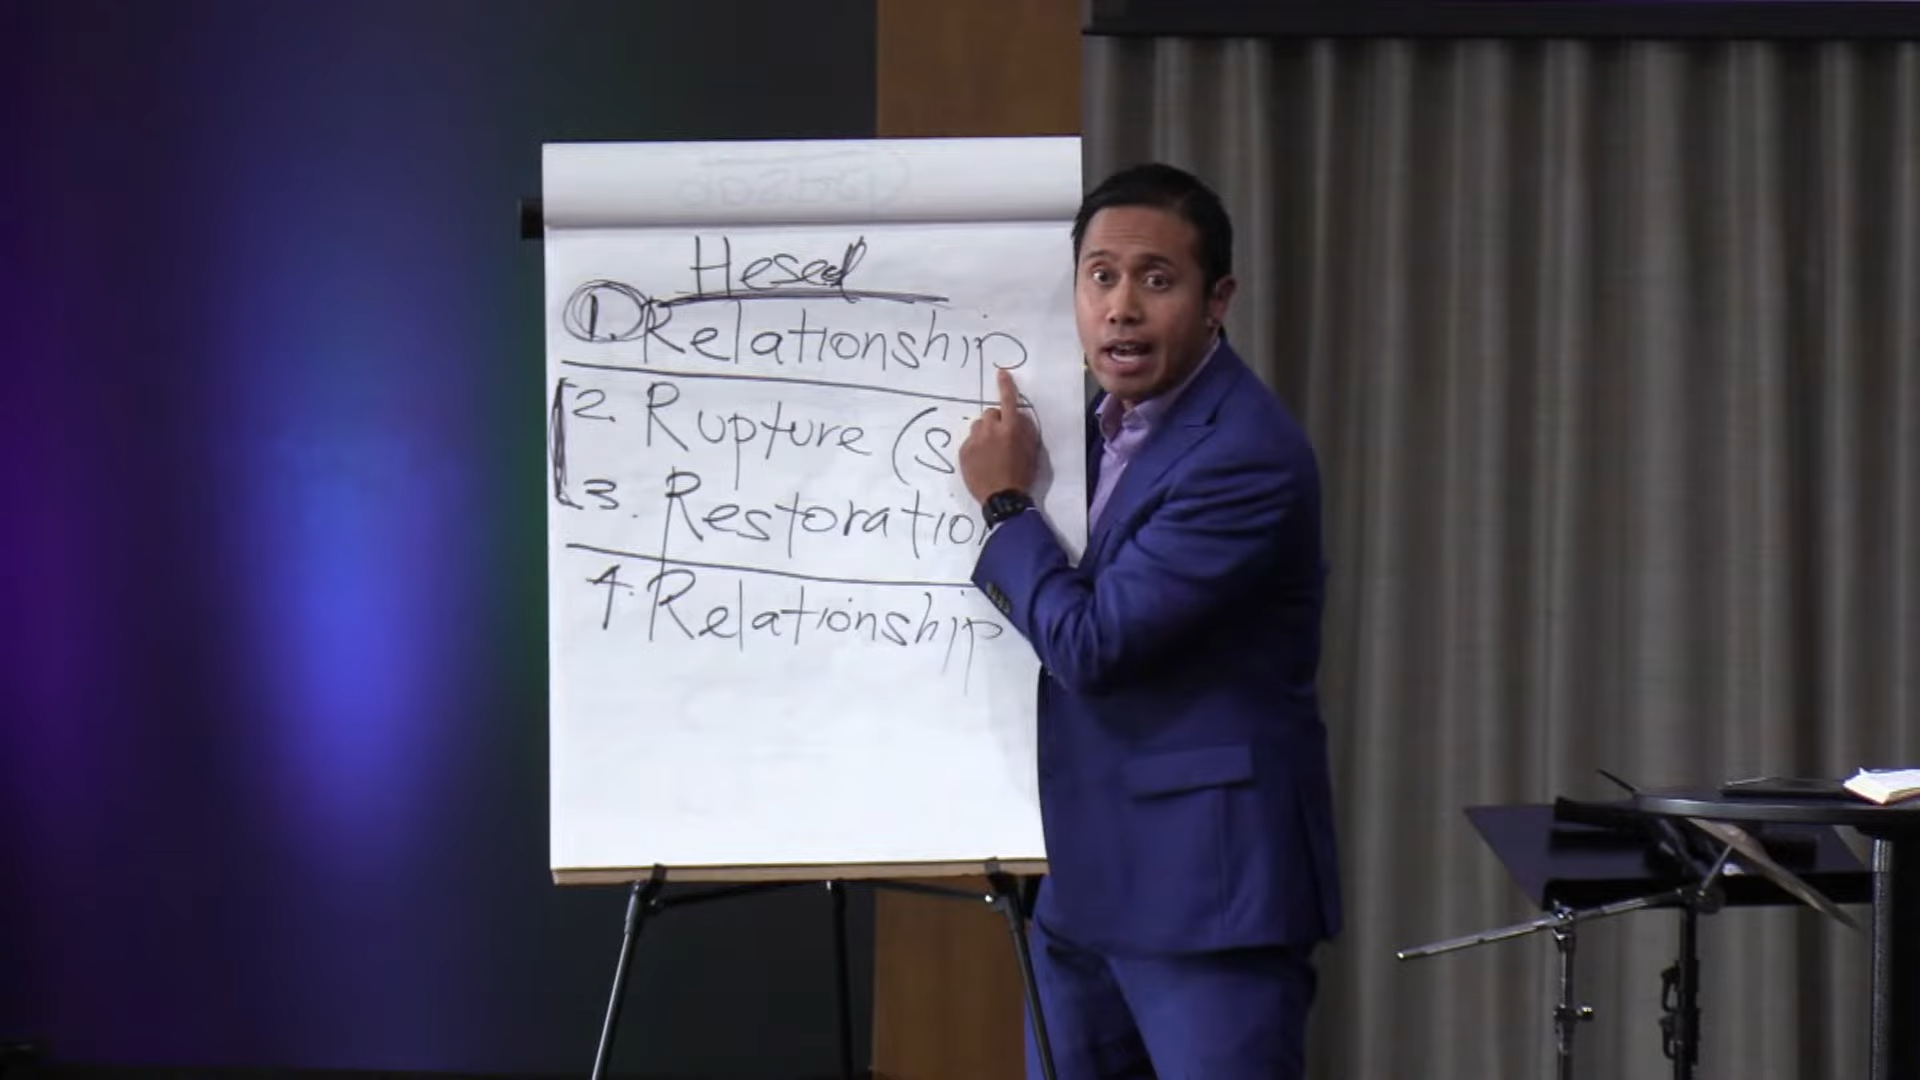 Hesed
1. Relationship
2. Rupture (s
3. Restoration
4. Relationship